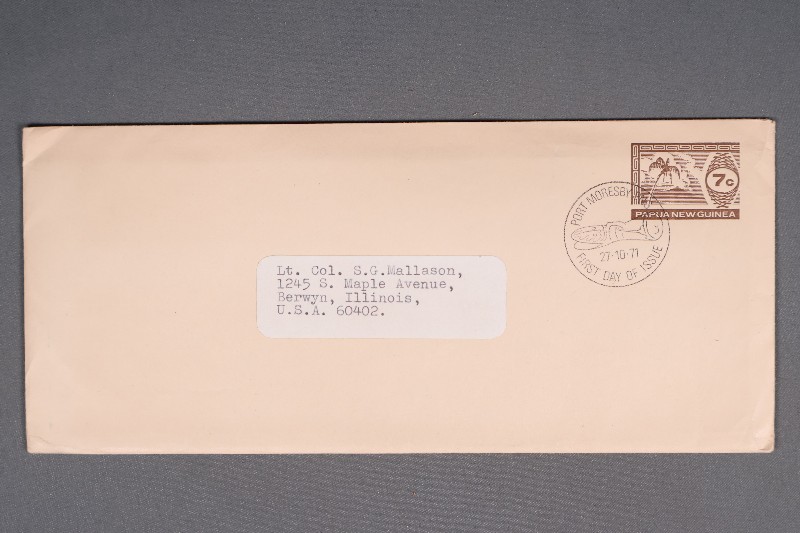 7c
PAPUA NEW GUINEA
PORT MORESBY
27·10·71
FIRST DAY OF ISSUE
Lt. Col. S.G.Mallason,
1245 S. Maple Avenue,
Berwyn, Illinois,
U.S.A. 60402.